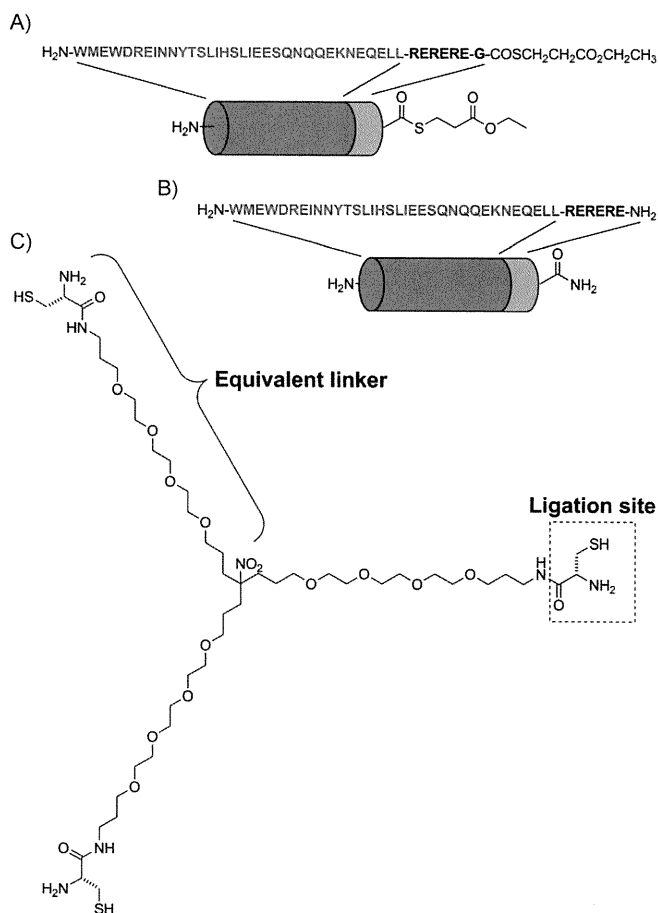 A)
H₂N-WMEWDREINNYTSLIHSLIEESQNQQEKNEQELL-RERERE-G-COSCH₂CH₂CO₂CH₂CH₃
H₂N
O
S
O
O
B)
H₂N-WMEWDREINNYTSLIHSLIEESQNQQEKNEQELL-RERERE-NH₂
H₂N
O
NH₂
C)
NH₂
HS
O
HN
Equivalent linker
O
O
O
O
Ligation site
NO₂
O
O
O
O
H
N
O
SH
NH₂
O
O
O
O
O
NH
H₂N
SH